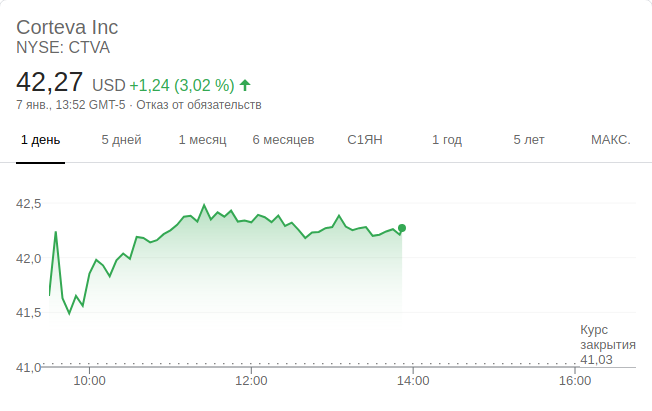 Corteva Inc
NYSE: CTVA
42,27 USD +1,24 (3,02 %)
7 янв., 13:52 GMT-5 · Отказ от обязательств
1 день 5 дней 1 месяц 6 месяцев С1ЯН 1 год 5 лет МАКС.
42.5
42,0
41.5
Курс
закрытия
41,03
41,0
10:00 12:00 14:00 16:00